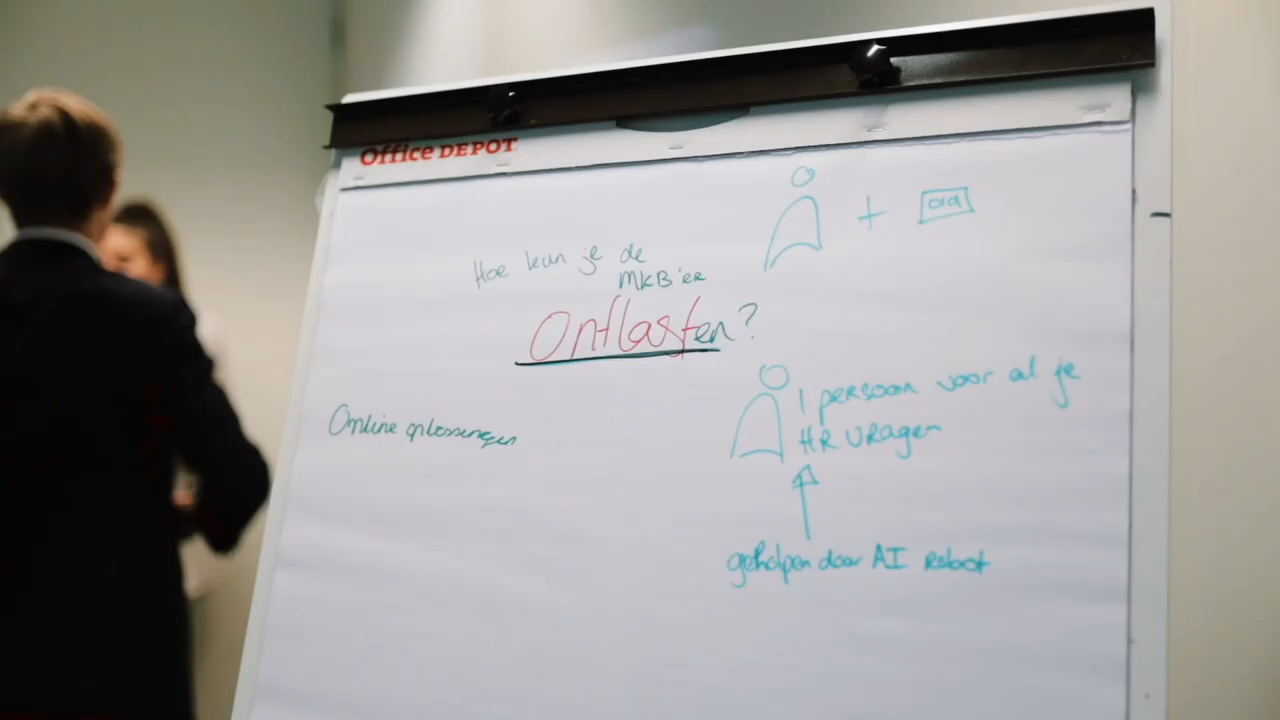 Office DEPOT
Hoe kun je de
MKB'er
Ontlasten?
Online oplossingen
1 persoon voor al je
HR vragen
geholpen door AI robot